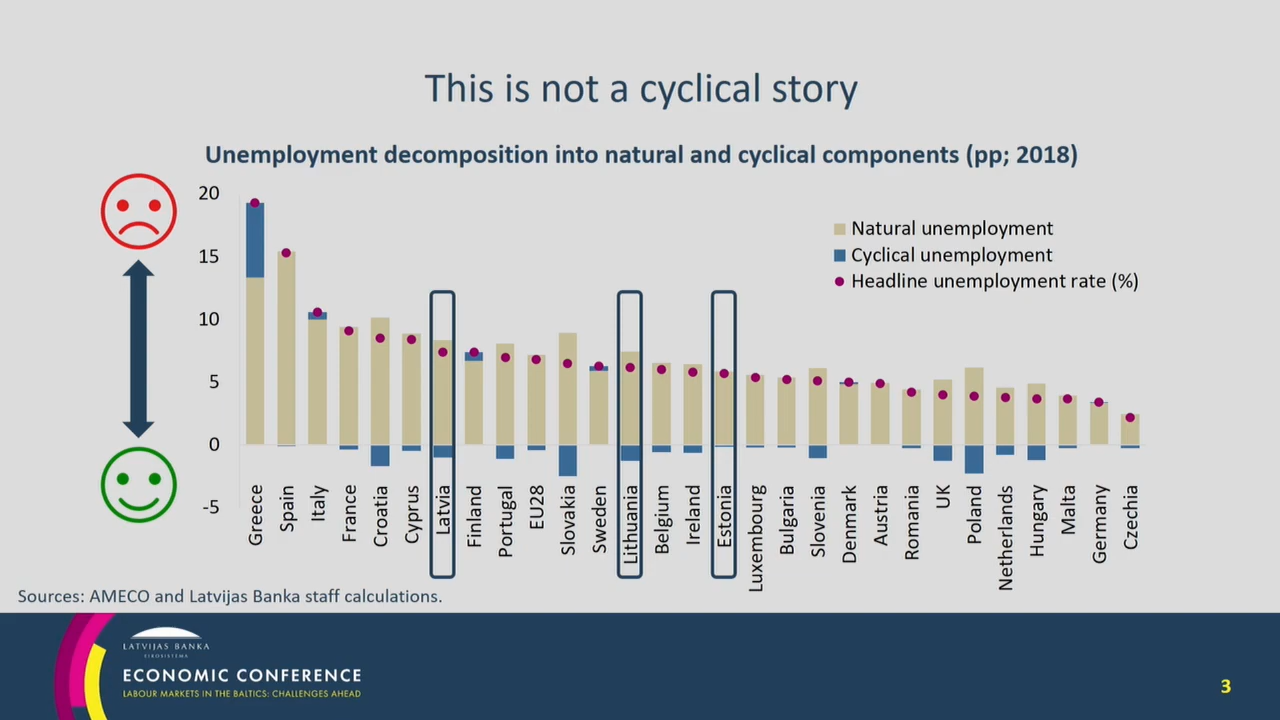 This is not a cyclical story
Unemployment decomposition into natural and cyclical components (pp; 2018)
20
15
10
5
0
-5
Natural unemployment
Cyclical unemployment
Headline unemployment rate (%)
Greece
Spain
Italy
France
Croatia
Cyprus
Latvia
Finland
Portugal
EU28
Slovakia
Sweden
Lithuania
Belgium
Ireland
Estonia
Luxembourg
Bulgaria
Slovenia
Denmark
Austria
Romania
UK
Poland
Netherlands
Hungary
Malta
Germany
Czechia
Sources: AMECO and Latvijas Banka staff calculations.
LATVIJAS BANKA
EIROSISTĒMA
ECONOMIC CONFERENCE
LABOUR MARKETS IN THE BALTICS: CHALLENGES AHEAD
3